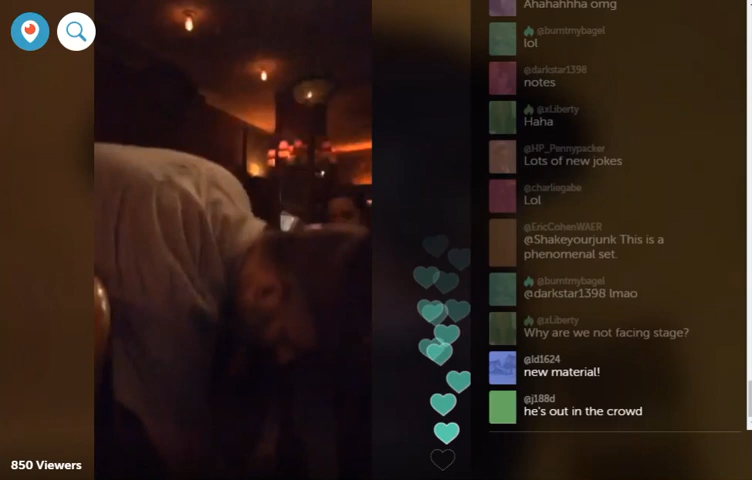 Ahahahhha omg
@burntmybagel
lol
@darkstar1398
notes
@xLiberty
Haha
@HP_Pennypacker
Lots of new jokes
@charliegabe
Lol
@EricCohenWAER
@Shakeyourjunk This is a
phenomenal set.
@burntmybagel
@darkstar1398 lmao
@xLiberty
Why are we not facing stage?
@ld1624
new material!
@j188d
he's out in the crowd
850 Viewers